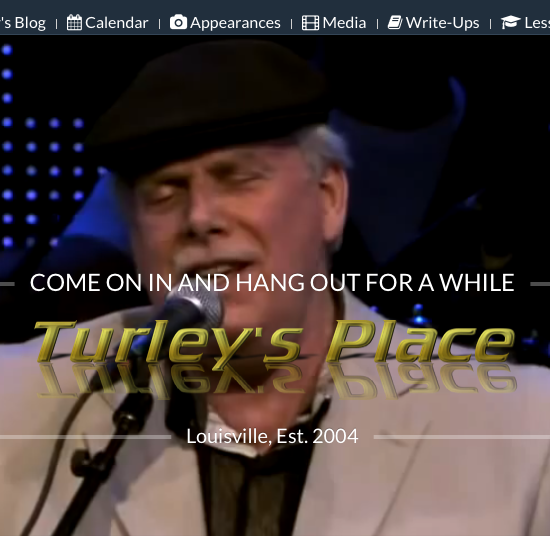 's Blog | Calendar | Appearances | Media | Write-Ups | Less
COME ON IN AND HANG OUT FOR A WHILE
Turley's Place
Louisville, Est. 2004